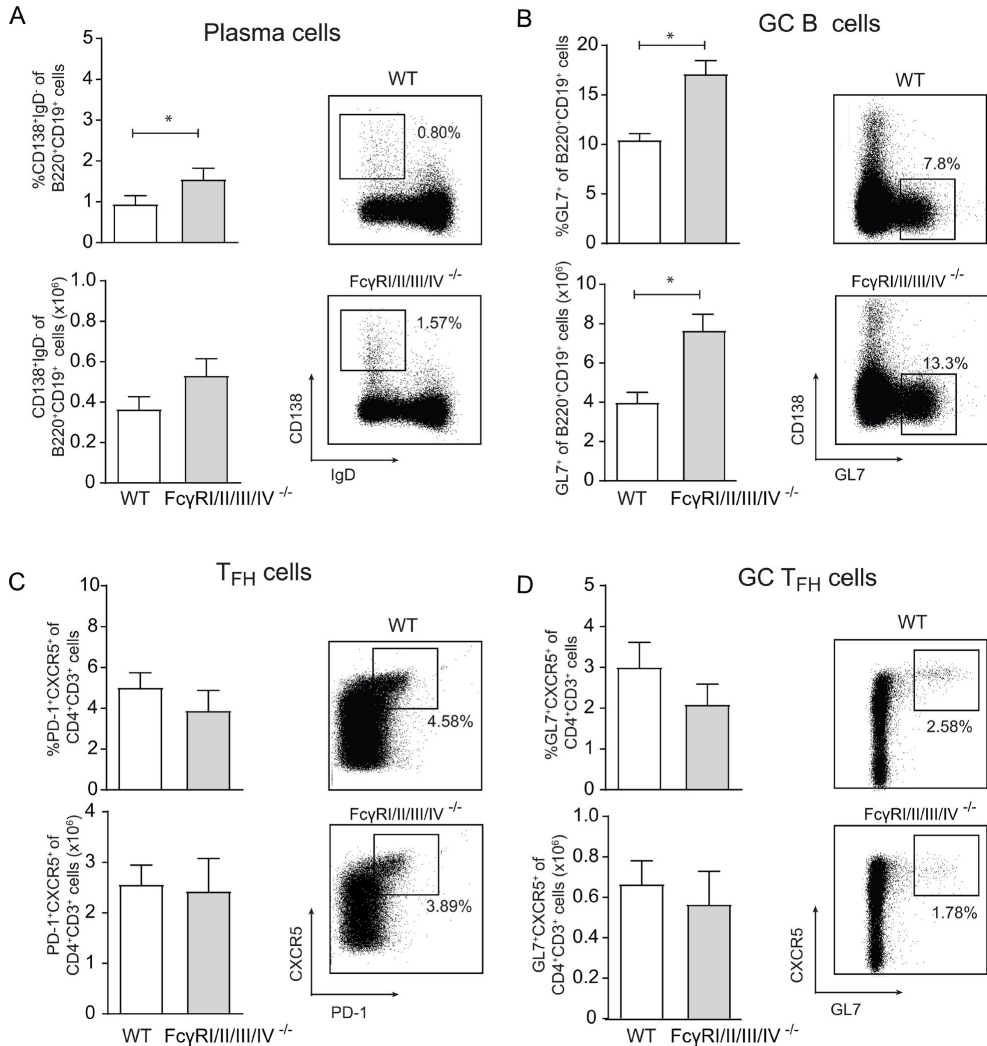 A
Plasma cells
%CD138⁺IgD⁻ of
B220⁺CD19⁺ cells
5
4
3
2
1
0
*
WT
0.80%
CD138⁺IgD⁻ of
B220⁺CD19⁺ cells (x10⁶)
1.0
0.8
0.6
0.4
0.2
0
WT FcγRI/II/III/IV -/-
FcγRI/II/III/IV -/-
1.57%
CD138
IgD
B
GC B cells
%GL7⁺ of B220⁺CD19⁺ cells
20
15
10
5
0
*
WT
7.8%
GL7⁺ of B220⁺CD19⁺ cells (x10⁶)
10
8
6
4
2
0
*
WT FcγRI/II/III/IV -/-
FcγRI/II/III/IV -/-
13.3%
CD138
GL7
C
T_FH cells
%PD-1⁺CXCR5⁺ of
CD4⁺CD3⁺ cells
10
8
6
4
2
0
WT
4.58%
PD-1⁺CXCR5⁺ of
CD4⁺CD3⁺ cells (x10⁶)
4
3
2
1
0
WT FcγRI/II/III/IV -/-
FcγRI/II/III/IV -/-
3.89%
CXCR5
PD-1
D
GC T_FH cells
%GL7⁺CXCR5⁺ of
CD4⁺CD3⁺ cells
5
4
3
2
1
0
WT
2.58%
GL7⁺CXCR5⁺ of
CD4⁺CD3⁺ cells (x10⁶)
1.0
0.8
0.6
0.4
0.2
0
WT FcγRI/II/III/IV -/-
FcγRI/II/III/IV -/-
1.78%
CXCR5
GL7